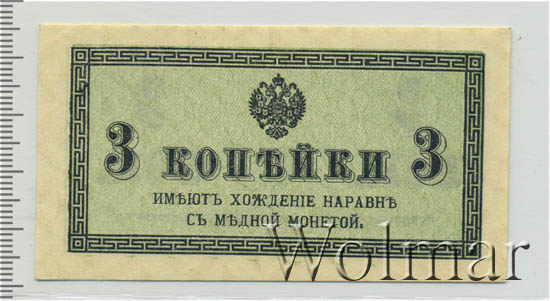 3 КОПѢЙКИ 3
ИМѢЮТЪ ХОЖДЕНІЕ НАРАВНѢ
СЪ МѢДНОЙ МОНЕТОЙ.
Wolmar